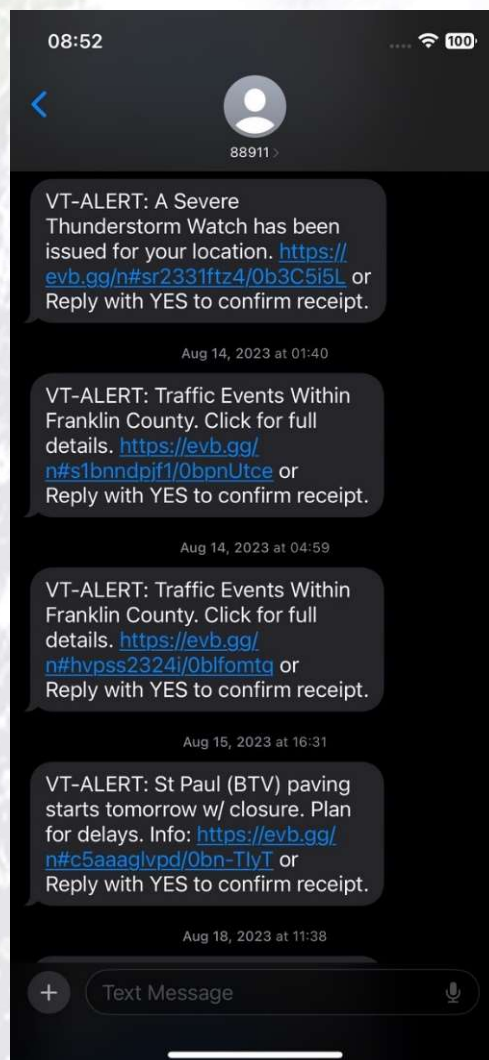 08:52
100
88911
VT-ALERT: A Severe
Thunderstorm Watch has been
issued for your location. https://
evb.gg/n#sr2331ftz4/0b3C5i5L or
Reply with YES to confirm receipt.
Aug 14, 2023 at 01:40
VT-ALERT: Traffic Events Within
Franklin County. Click for full
details. https://evb.gg/
n#s1bnndpjf1/0bpnUtce or
Reply with YES to confirm receipt.
Aug 14, 2023 at 04:59
VT-ALERT: Traffic Events Within
Franklin County. Click for full
details. https://evb.gg/
n#hvpss2324i/0blfomtq or
Reply with YES to confirm receipt.
Aug 15, 2023 at 16:31
VT-ALERT: St Paul (BTV) paving
starts tomorrow w/ closure. Plan
for delays. Info: https://evb.gg/
n#c5aaaglvpd/0bn-TIyT or
Reply with YES to confirm receipt.
Aug 18, 2023 at 11:38
Text Message